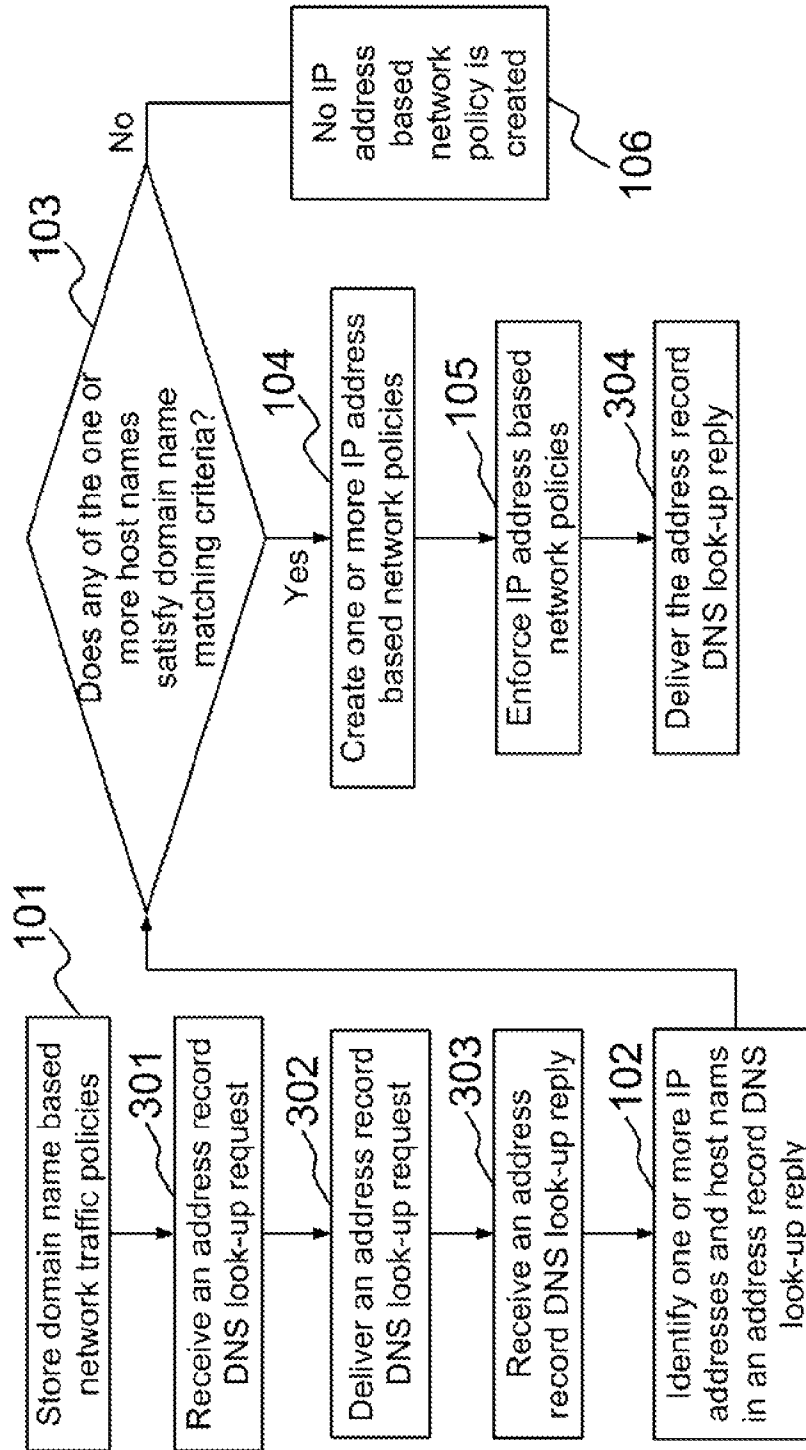 101
Store domain name based
network traffic policies
301
Receive an address record
DNS look-up request
302
Deliver an address record
DNS look-up request
303
Receive an address
record DNS look-up reply
102
Identify one or more IP
addresses and host nams
in an address record DNS
look-up reply
103
Does any of the one or
more host names
satisfy domain name
matching criteria?
Yes
No
104
Create one or more IP address
based network policies
105
Enforce IP address based
network policies
304
Deliver the address record
DNS look-up reply
No IP
address
based
network
policy is
created
106